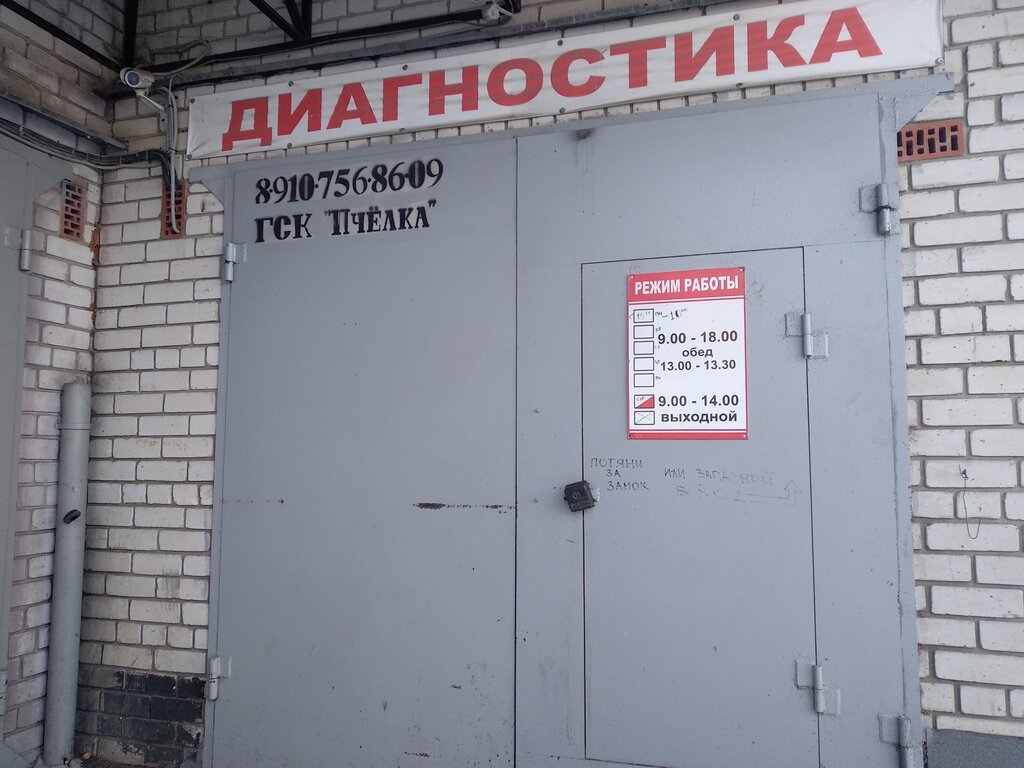 ДИАГНОСТИКА
8-910-756-86-09
ГСК "ПЧЁЛКА"
РЕЖИМ РАБОТЫ
9.00 - 18.00
обед
13.00 - 13.30
9.00 - 14.00
выходной
ПОТЯНИ
ЗА
ЗАМОК
ИЛИ ЗАПАСНОЙ